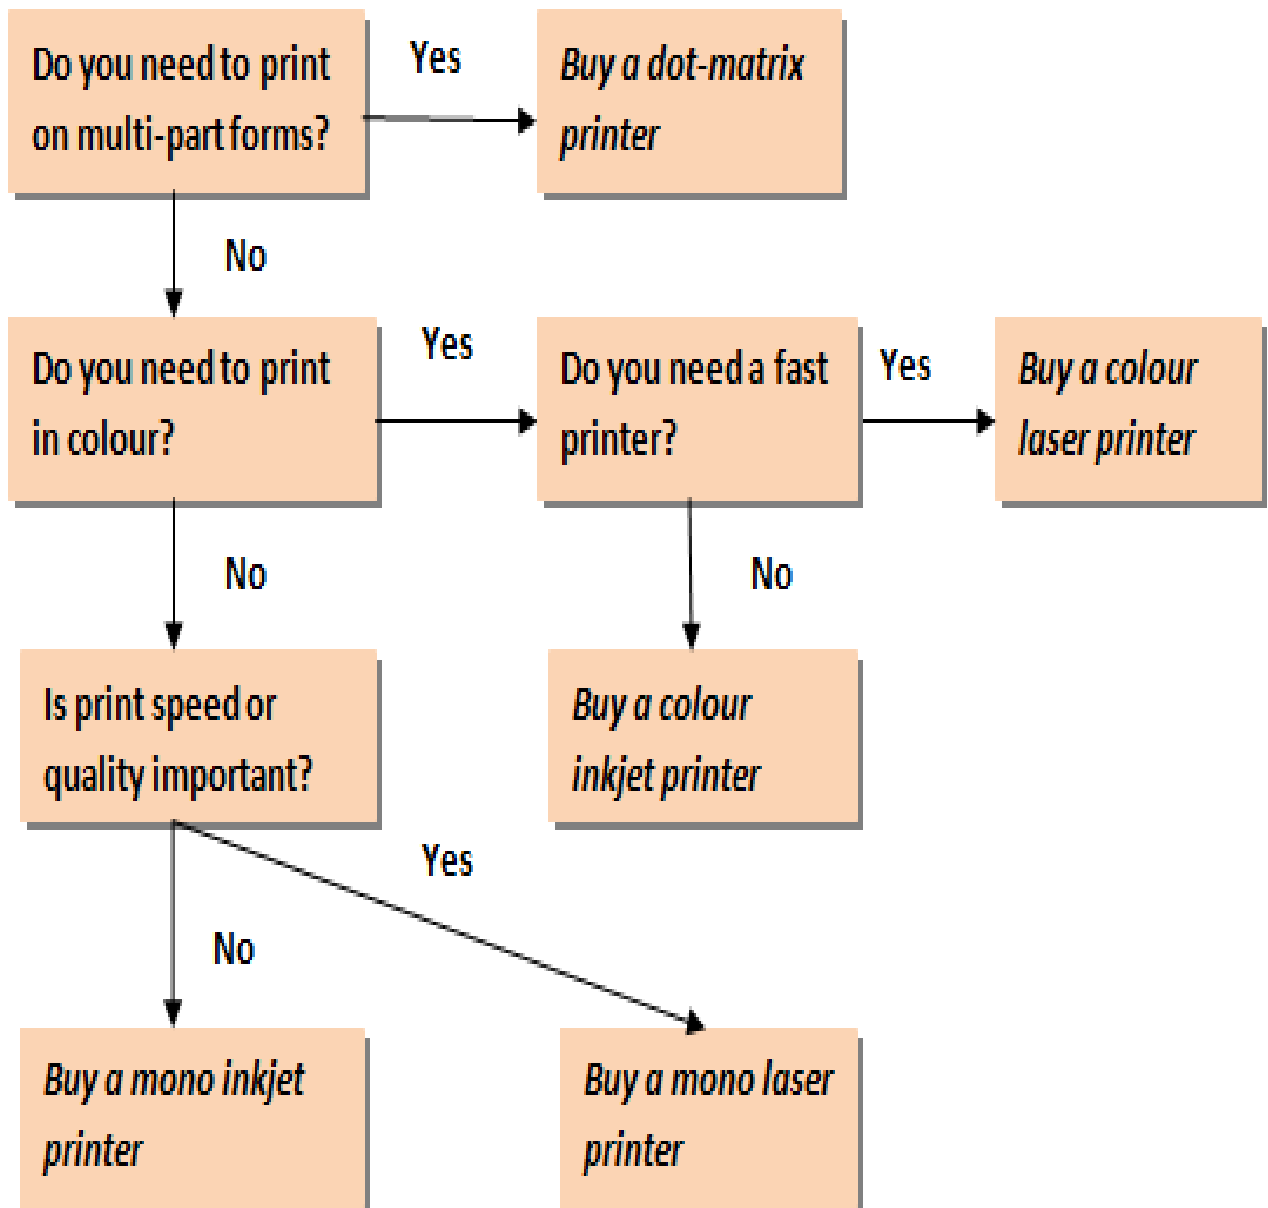 Do you need to print
on multi-part forms?
Yes
Buy a dot-matrix
printer
No
Do you need to print
in colour?
Yes
Do you need a fast
printer?
Yes
Buy a colour
laser printer
No
No
Is print speed or
quality important?
Buy a colour
inkjet printer
Yes
No
Buy a mono inkjet
printer
Buy a mono laser
printer